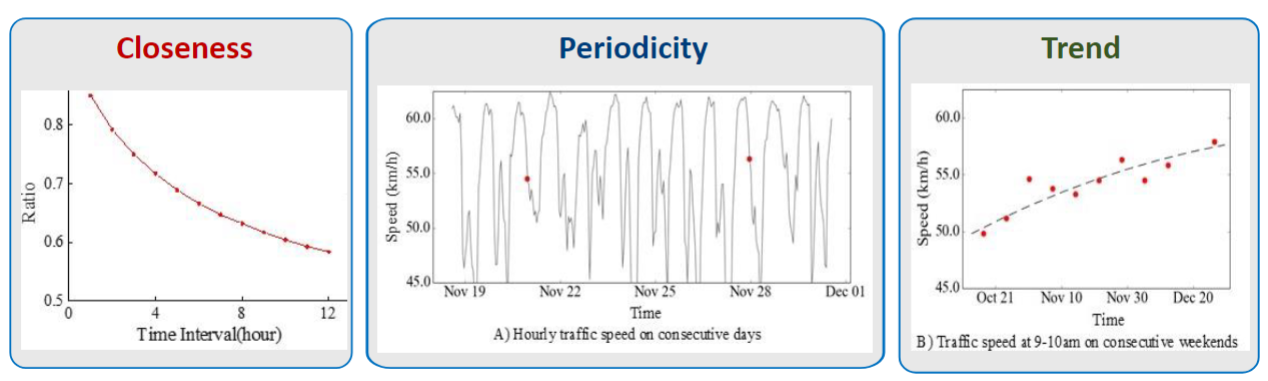 Closeness
Ratio
0.8
0.7
0.6
0.5
0
4
8
12
Time Interval(hour)
Periodicity
Speed (km/h)
60.0
55.0
50.0
45.0
Nov 19
Nov 22
Nov 25
Nov 28
Dec 01
Time
A) Hourly traffic speed on consecutive days
Trend
Speed (km/h)
60.0
55.0
50.0
45.0
Oct 21
Nov 10
Nov 30
Dec 20
Time
B) Traffic speed at 9-10am on consecutive weekends